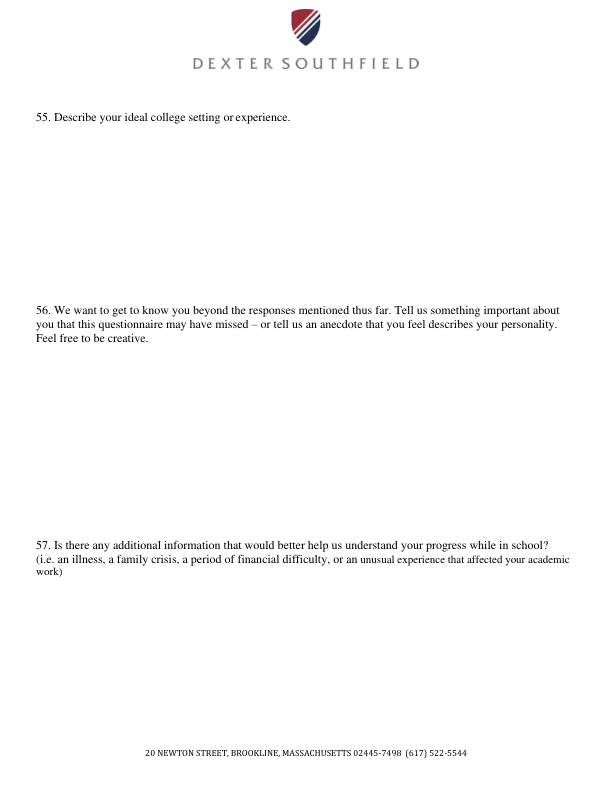 DEXTER SOUTHFIELD
55. Describe your ideal college setting or experience.
56. We want to get to know you beyond the responses mentioned thus far. Tell us something important about
you that this questionnaire may have missed – or tell us an anecdote that you feel describes your personality.
Feel free to be creative.
57. Is there any additional information that would better help us understand your progress while in school?
(i.e. an illness, a family crisis, a period of financial difficulty, or an unusual experience that affected your academic
work)
20 NEWTON STREET, BROOKLINE, MASSACHUSETTS 02445-7498 (617) 522-5544